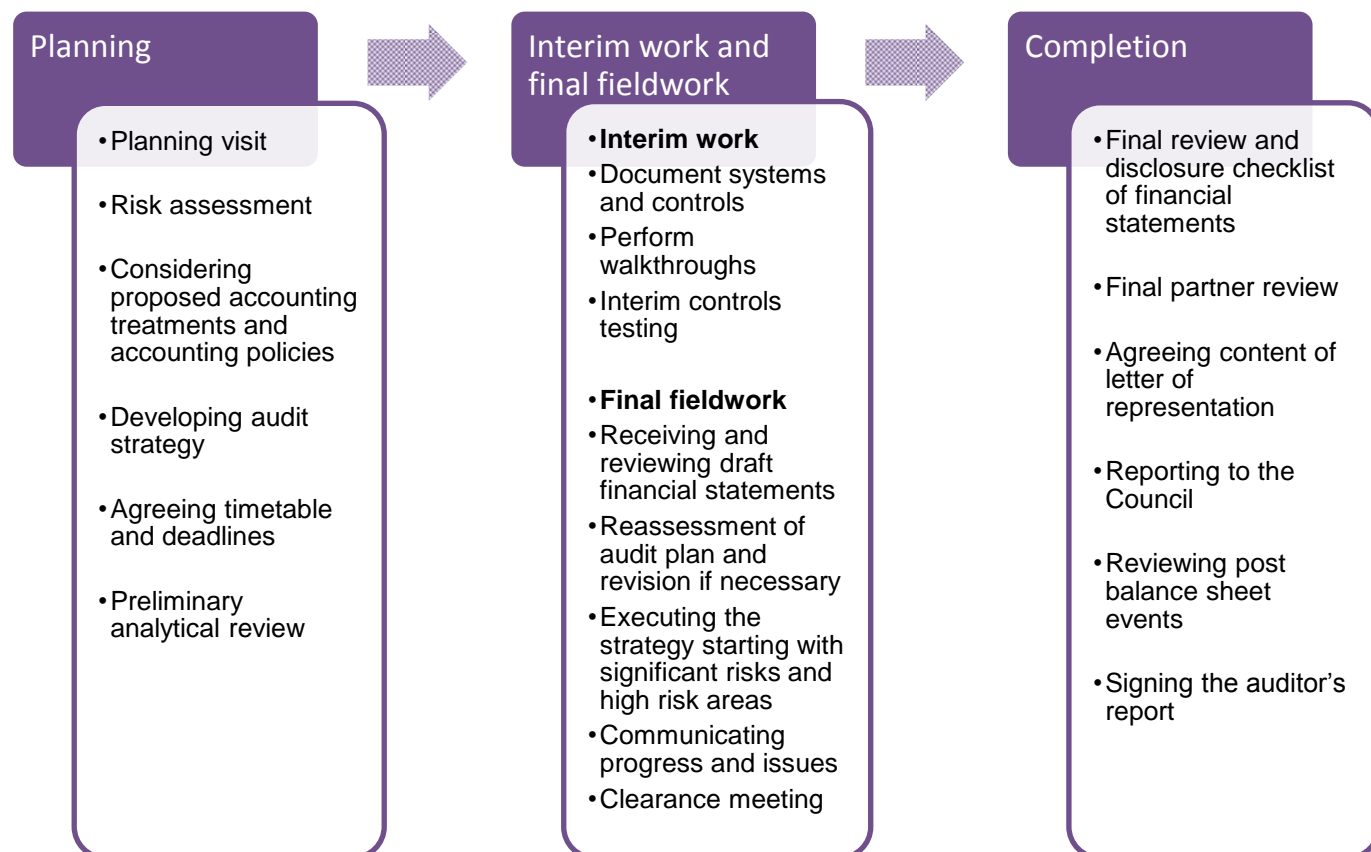 Planning
•Planning visit
•Risk assessment
•Considering
proposed accounting
treatments and
accounting policies
•Developing audit
strategy
•Agreeing timetable
and deadlines
•Preliminary
analytical review
Interim work and
final fieldwork
•Interim work
•Document systems
and controls
•Perform
walkthroughs
•Interim controls
testing
•Final fieldwork
•Receiving and
reviewing draft
financial statements
•Reassessment of
audit plan and
revision if necessary
•Executing the
strategy starting with
significant risks and
high risk areas
•Communicating
progress and issues
•Clearance meeting
Completion
•Final review and
disclosure checklist
of financial
statements
•Final partner review
•Agreeing content of
letter of
representation
•Reporting to the
Council
•Reviewing post
balance sheet
events
•Signing the auditor’s
report